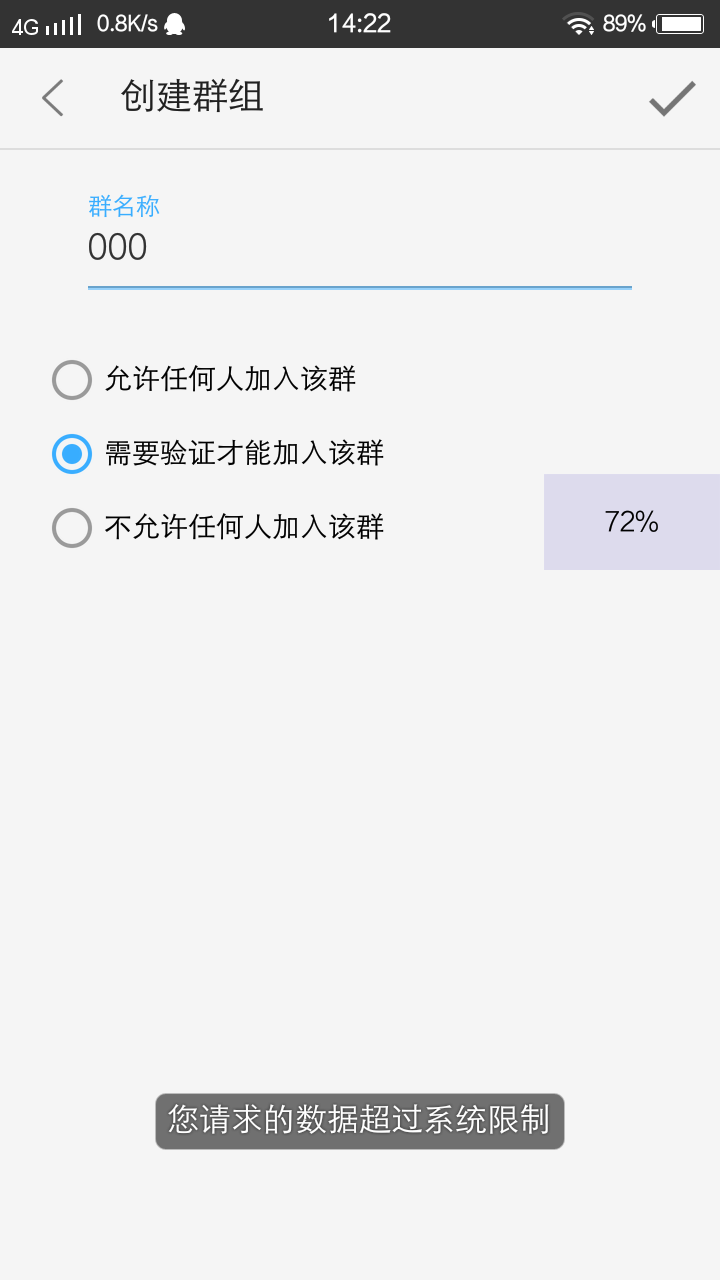 4G 0.8K/s 14:22 89%
创建群组
群名称
000
允许任何人加入该群
需要验证才能加入该群
不允许任何人加入该群
72%
您请求的数据超过系统限制